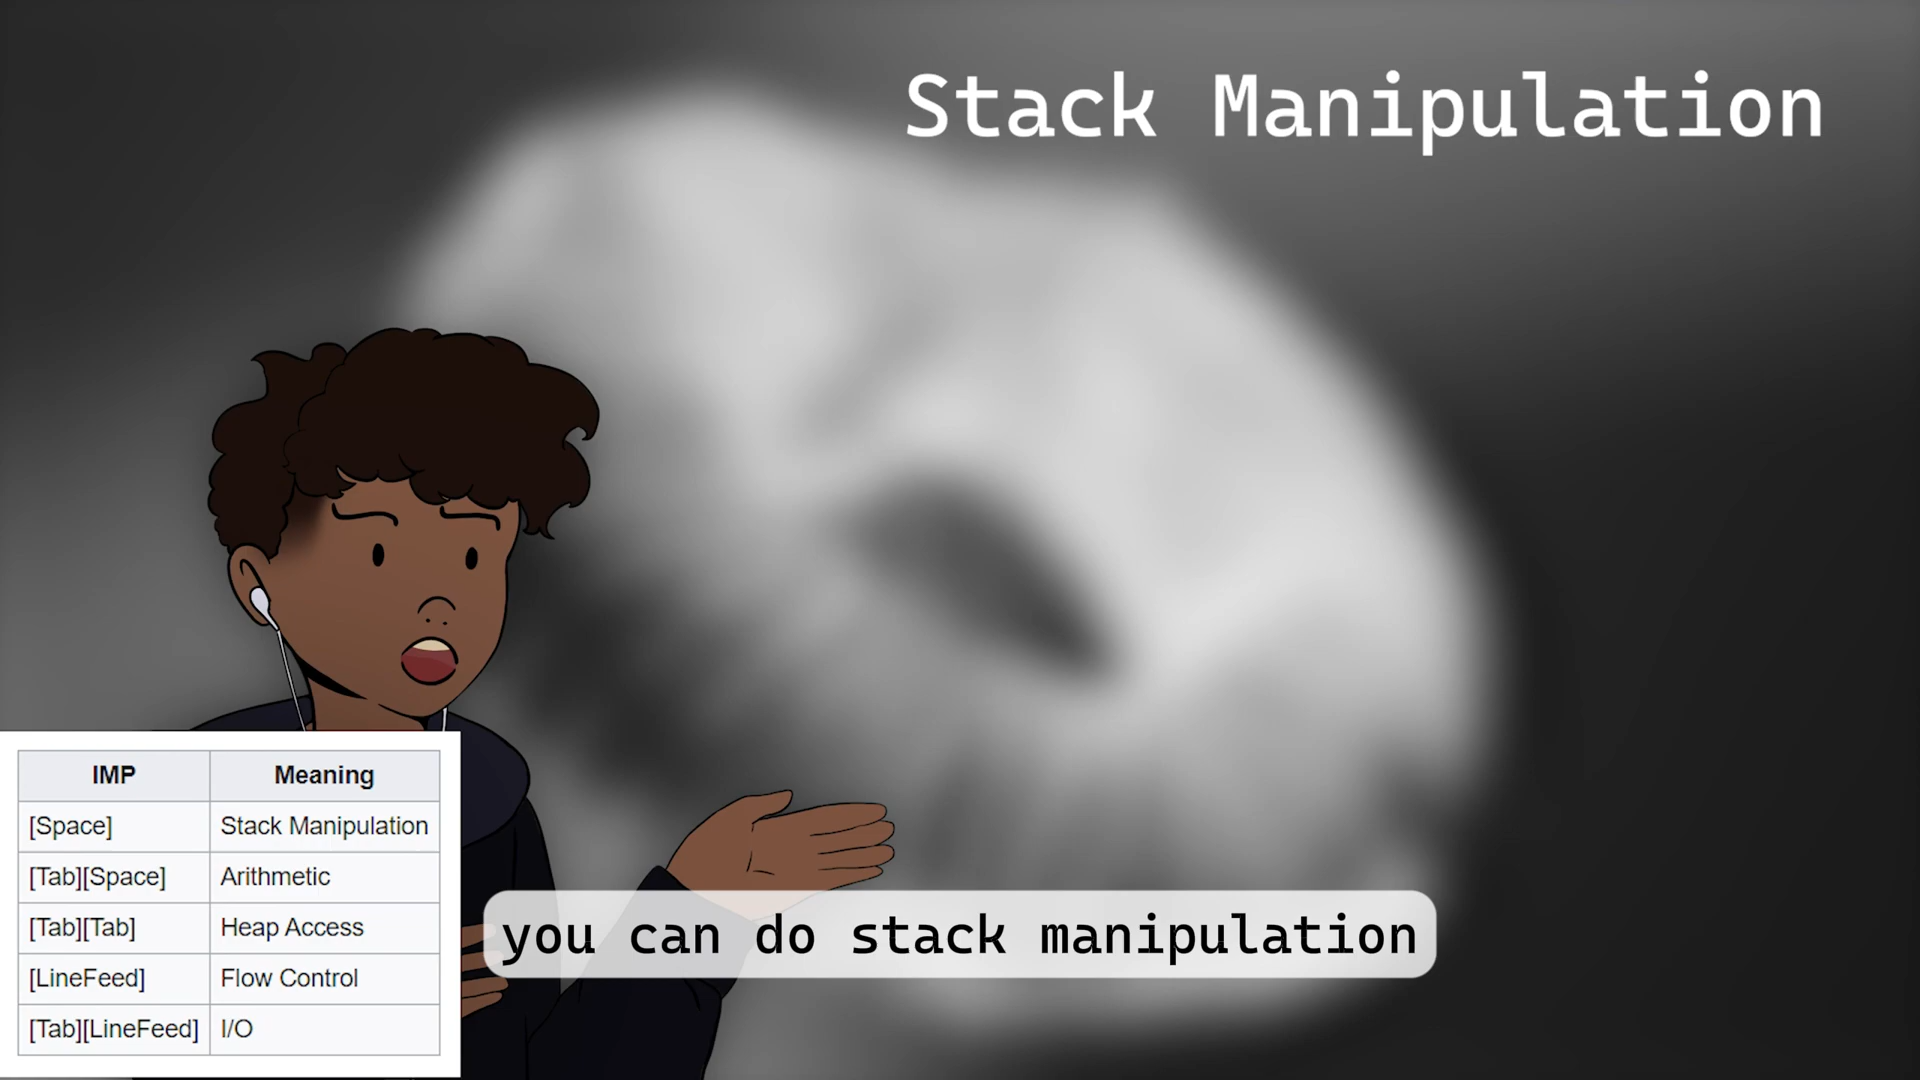 Stack Manipulation
IMP Meaning
[Space] Stack Manipulation
[Tab][Space] Arithmetic
[Tab][Tab] Heap Access
[LineFeed] Flow Control
[Tab][LineFeed] I/O
you can do stack manipulation